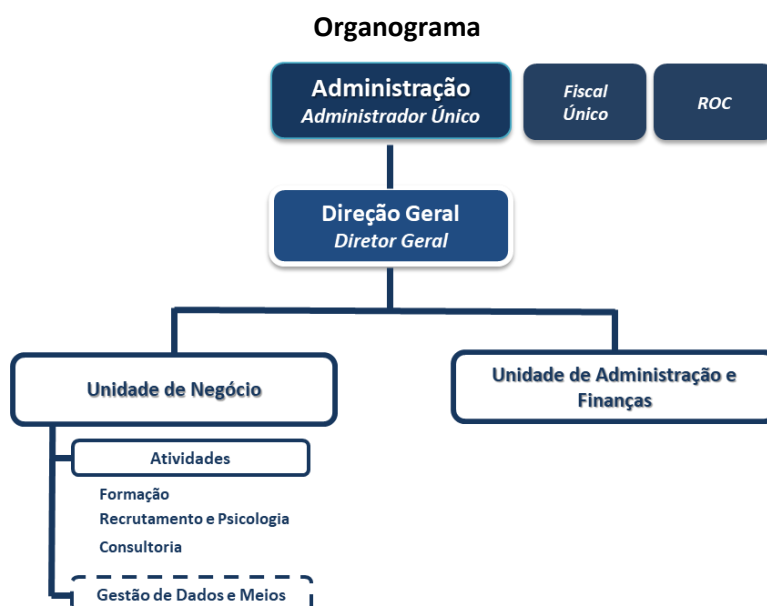 Organograma
Administração
Administrador Único
Fiscal
Único
ROC
Direção Geral
Diretor Geral
Unidade de Negócio
Unidade de Administração e
Finanças
Atividades
Formação
Recrutamento e Psicologia
Consultoria
Gestão de Dados e Meios